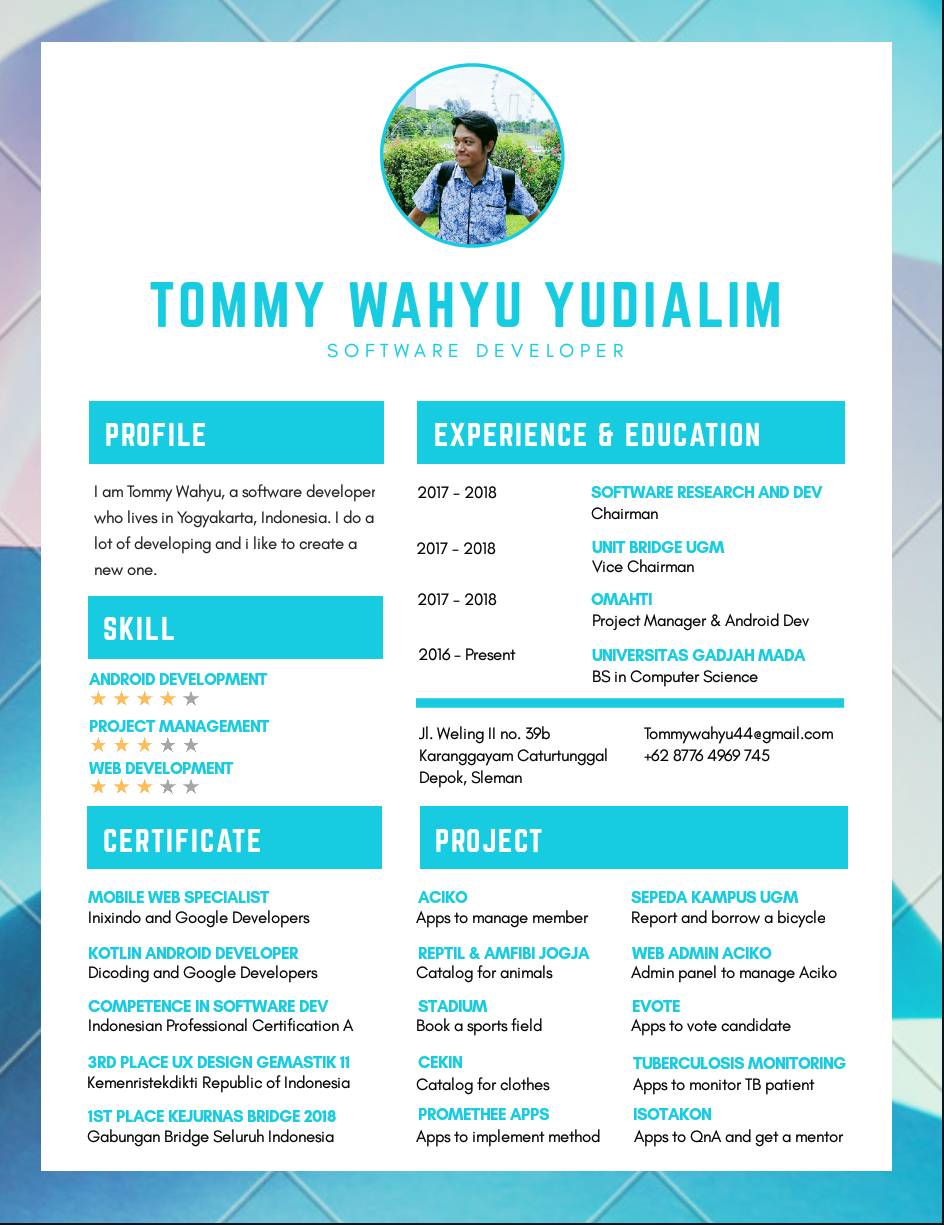 TOMMY WAHYU YUDIALIM
SOFTWARE DEVELOPER
PROFILE
I am Tommy Wahyu, a software developer
who lives in Yogyakarta, Indonesia. I do a
lot of developing and i like to create a
new one.
SKILL
ANDROID DEVELOPMENT
PROJECT MANAGEMENT
WEB DEVELOPMENT
EXPERIENCE & EDUCATION
2017 - 2018
SOFTWARE RESEARCH AND DEV
Chairman
2017 - 2018
UNIT BRIDGE UGM
Vice Chairman
2017 - 2018
OMAHTI
Project Manager & Android Dev
2016 - Present
UNIVERSITAS GADJAH MADA
BS in Computer Science
Jl. Weling II no. 39b
Karanggayam Caturtunggal
Depok, Sleman
Tommywahyu44@gmail.com
+62 8776 4969 745
CERTIFICATE
MOBILE WEB SPECIALIST
Inixindo and Google Developers
KOTLIN ANDROID DEVELOPER
Dicoding and Google Developers
COMPETENCE IN SOFTWARE DEV
Indonesian Professional Certification A
3RD PLACE UX DESIGN GEMASTIK 11
Kemenristekdikti Republic of Indonesia
1ST PLACE KEJURNAS BRIDGE 2018
Gabungan Bridge Seluruh Indonesia
PROJECT
ACIKO
Apps to manage member
REPTIL & AMFIBI JOGJA
Catalog for animals
STADIUM
Book a sports field
CEKIN
Catalog for clothes
PROMETHEE APPS
Apps to implement method
SEPEDA KAMPUS UGM
Report and borrow a bicycle
WEB ADMIN ACIKO
Admin panel to manage Aciko
EVOTE
Apps to vote candidate
TUBERCULOSIS MONITORING
Apps to monitor TB patient
ISOTAKON
Apps to QnA and get a mentor